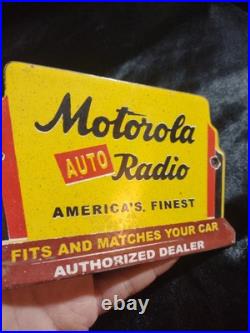 Motorola
AUTO Radio
AMERICA'S, FINEST
FITS AND MATCHES YOUR CAR
AUTHORIZED DEALER